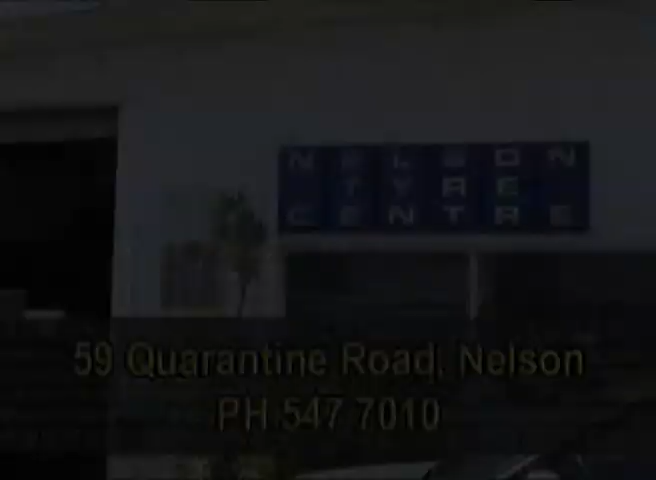 NELSON
TYRE
CENTRE
59 Quarantine Road, Nelson
PH 547 7010